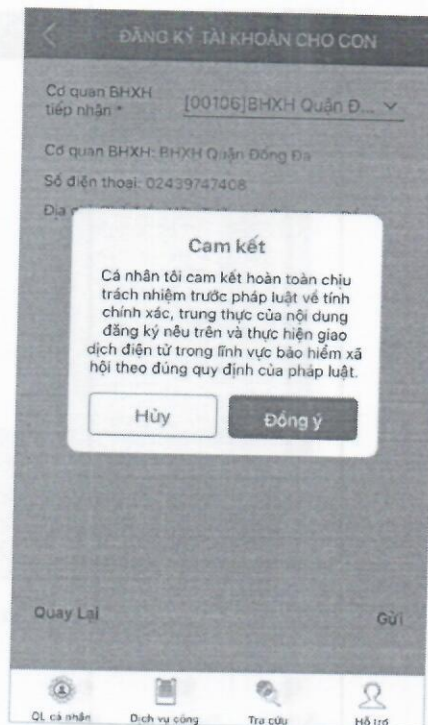 ĐĂNG KÝ TÀI KHOẢN CHO CON
Cơ quan BHXH
tiếp nhận * [00106]BHXH Quận Đ...
Cơ quan BHXH: BHXH Quận Đống Đa
Số điện thoại: 02439747408
Cam kết
Cá nhân tôi cam kết hoàn toàn chịu
trách nhiệm trước pháp luật về tính
chính xác, trung thực của nội dung
đăng ký nêu trên và thực hiện giao
dịch điện tử trong lĩnh vực bảo hiểm xã
hội theo đúng quy định của pháp luật.
Hủy Đồng ý
Quay Lại Gửi
QL cá nhân Dịch vụ công Tra cứu Hỗ trợ